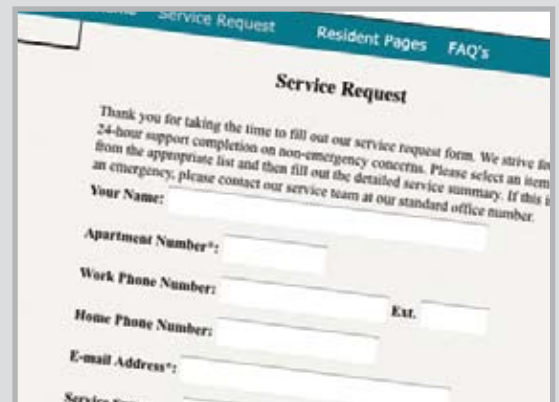 Service Request
Resident Pages
FAQ's
Service Request
Thank you for taking the time to fill out our service request form. We strive
24-hour support completion on non-emergency concerns. Please select an item
from the appropriate list and then fill out the detailed service summary. If this
an emergency, please contact our service team at our standard office number.
Your Name:
Apartment Number*:
Work Phone Number:
Ext.
Home Phone Number:
E-mail Address*:
Service